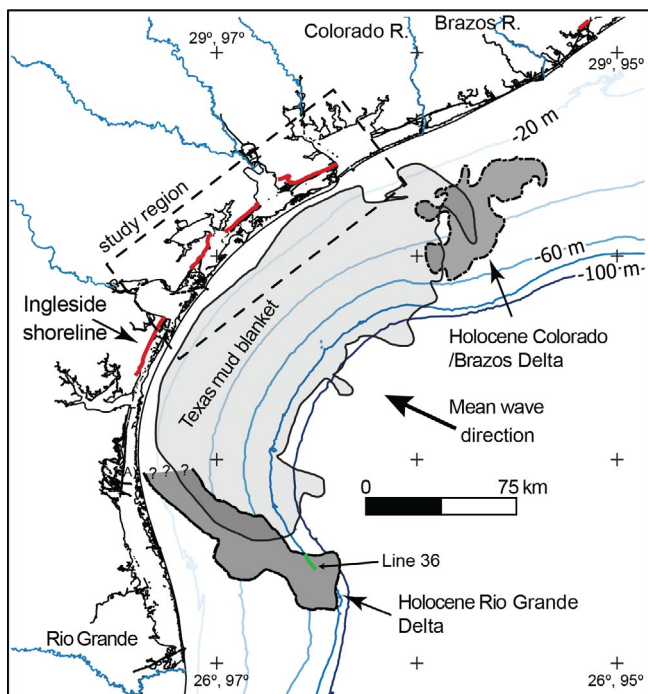 Colorado R.
Brazos R.
29º, 97º
29º, 95º
-20 m
study region
-60 m
-100 m
Ingleside
shoreline
Texas mud blanket
Holocene Colorado
/Brazos Delta
Mean wave
direction
A
? ? ?
0 75 km
Line 36
Holocene Rio Grande
Delta
Rio Grande
26º, 97º
26º, 95º